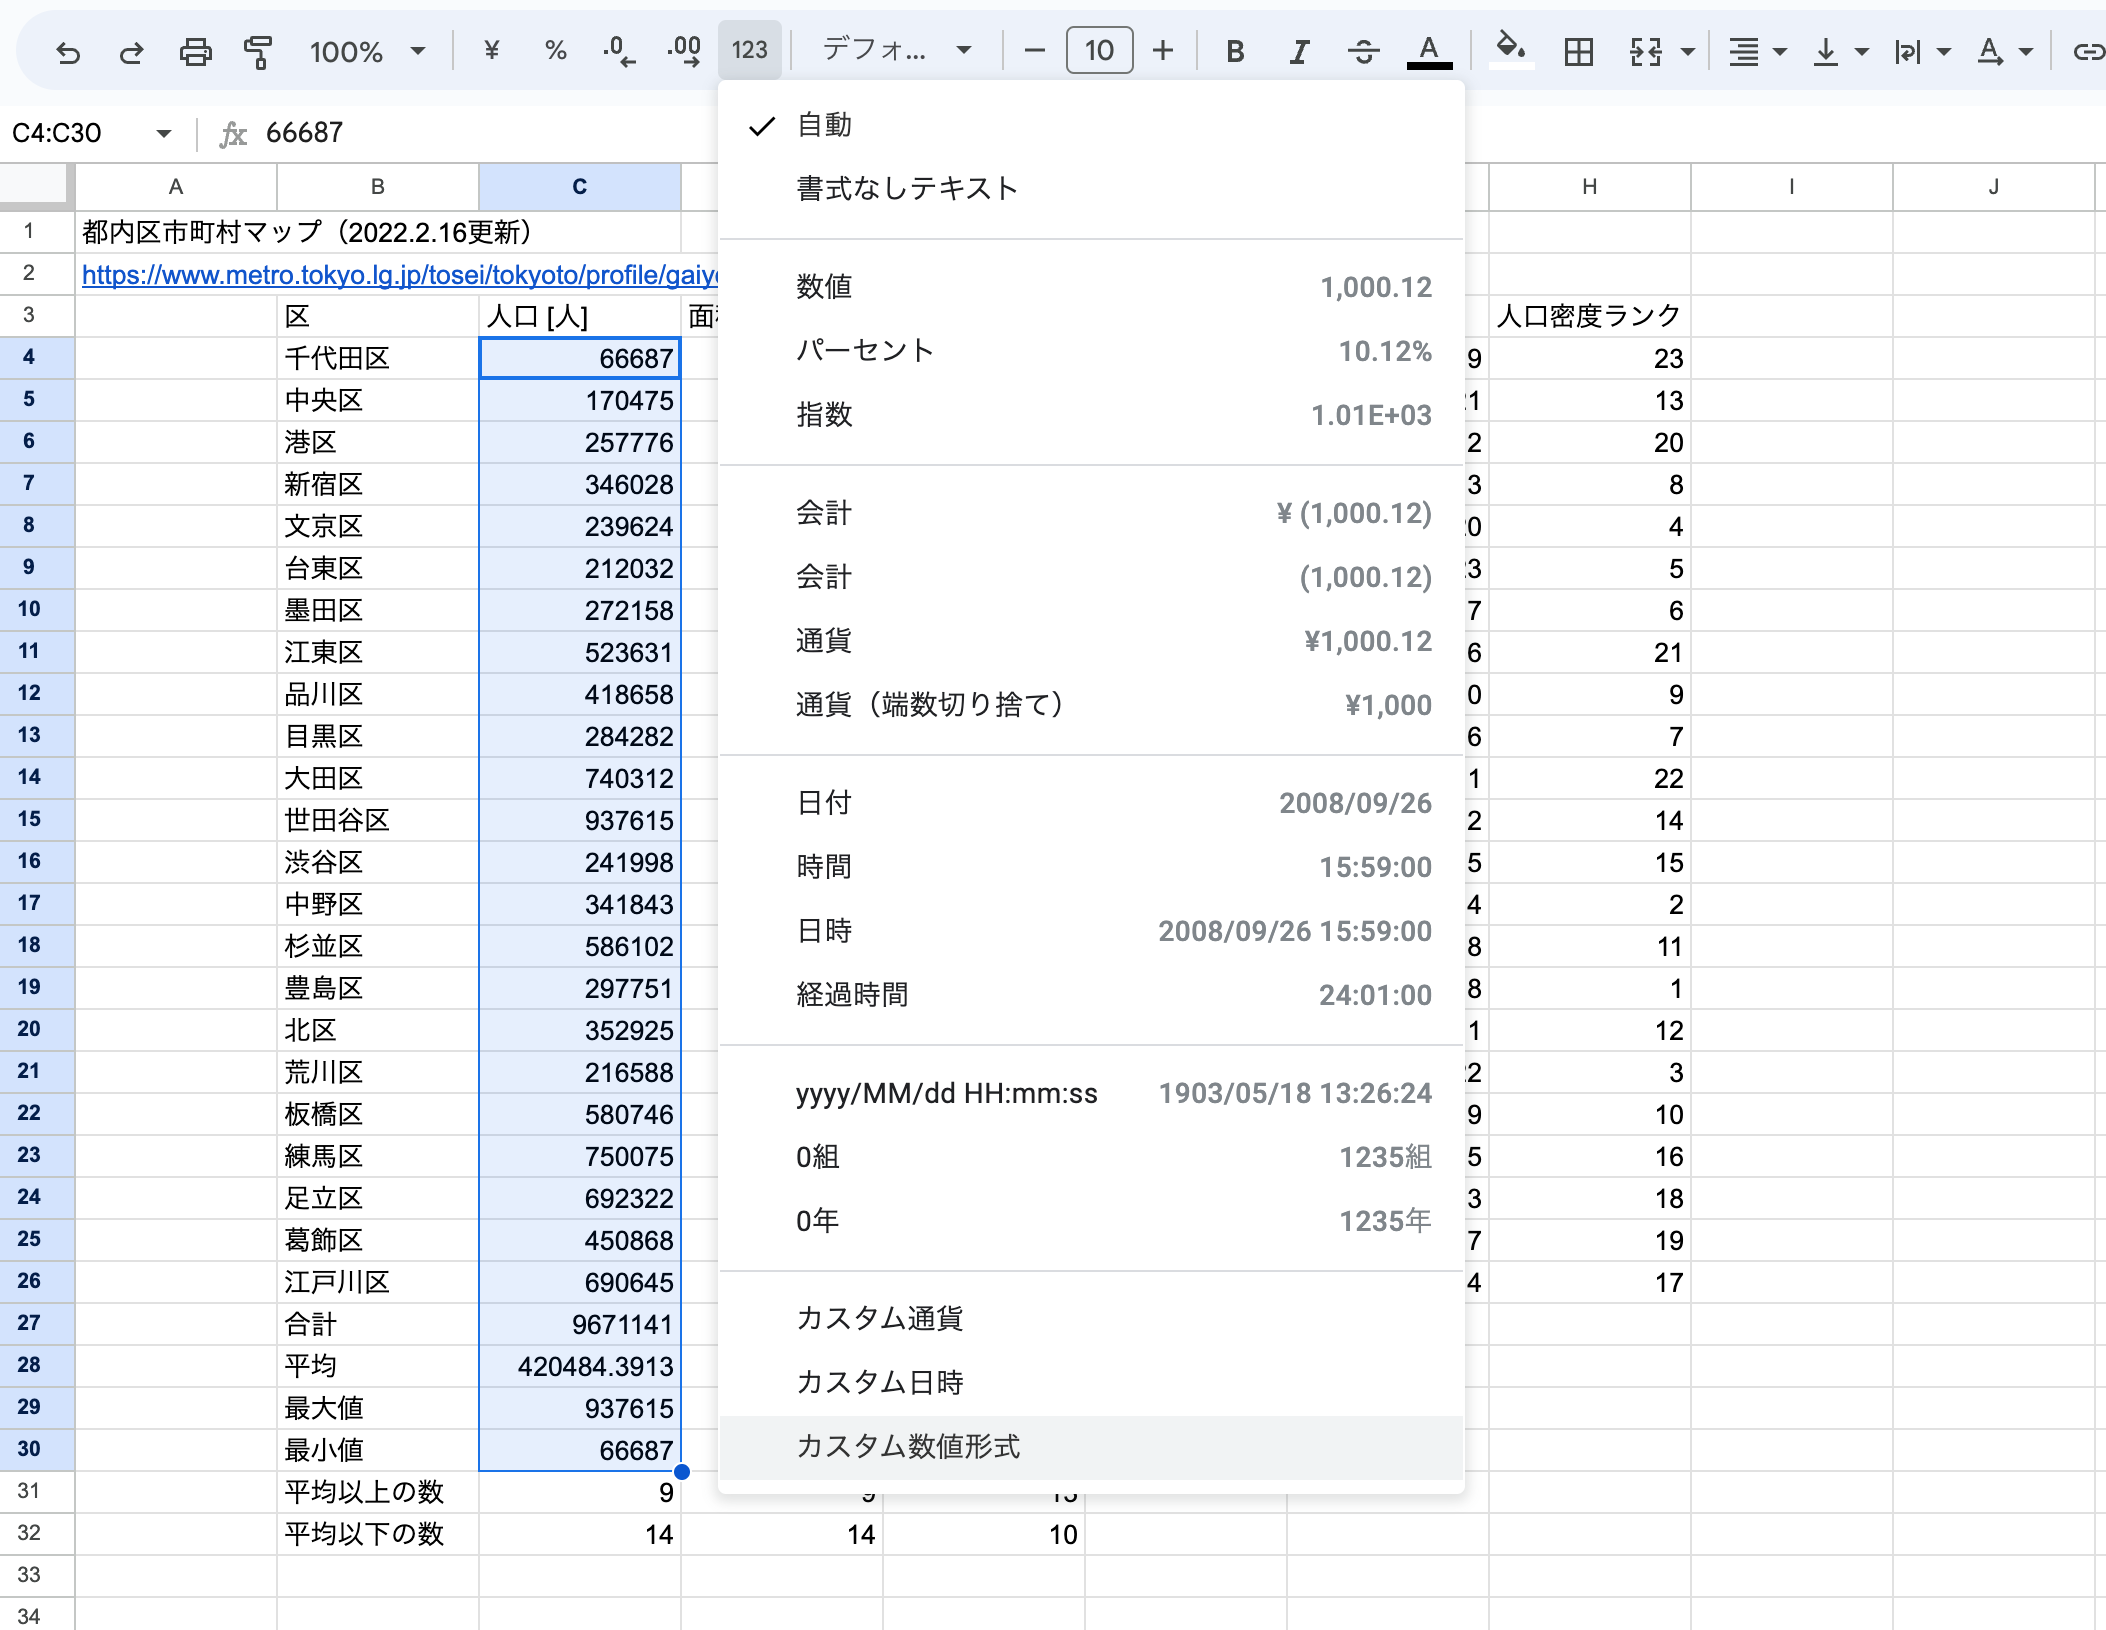 100% ¥ % .0 .00 123 デフォ... 10 B I A
C4:C30 fx 66687
A B C H I J
1 都内区市町村マップ（2022.2.16更新）
2 https://www.metro.tokyo.lg.jp/tosei/tokyoto/profile/gaiy
3 区 人口 [人] 面 人口密度ランク
4 千代田区 66687 9 23
5 中央区 170475 21 13
6 港区 257776 2 20
7 新宿区 346028 3 8
8 文京区 239624 20 4
9 台東区 212032 23 5
10 墨田区 272158 7 6
11 江東区 523631 6 21
12 品川区 418658 0 9
13 目黒区 284282 6 7
14 大田区 740312 1 22
15 世田谷区 937615 2 14
16 渋谷区 241998 5 15
17 中野区 341843 4 2
18 杉並区 586102 8 11
19 豊島区 297751 8 1
20 北区 352925 1 12
21 荒川区 216588 22 3
22 板橋区 580746 9 10
23 練馬区 750075 5 16
24 足立区 692322 3 18
25 葛飾区 450868 7 19
26 江戸川区 690645 4 17
27 合計 9671141
28 平均 420484.3913
29 最大値 937615
30 最小値 66687
31 平均以上の数 9 9 13
32 平均以下の数 14 14 10
33
34
自動
書式なしテキスト
数値 1,000.12
パーセント 10.12%
指数 1.01E+03
会計 ¥ (1,000.12)
会計 (1,000.12)
通貨 ¥1,000.12
通貨（端数切り捨て） ¥1,000
日付 2008/09/26
時間 15:59:00
日時 2008/09/26 15:59:00
経過時間 24:01:00
yyyy/MM/dd HH:mm:ss 1903/05/18 13:26:24
0組 1235組
0年 1235年
カスタム通貨
カスタム日時
カスタム数値形式